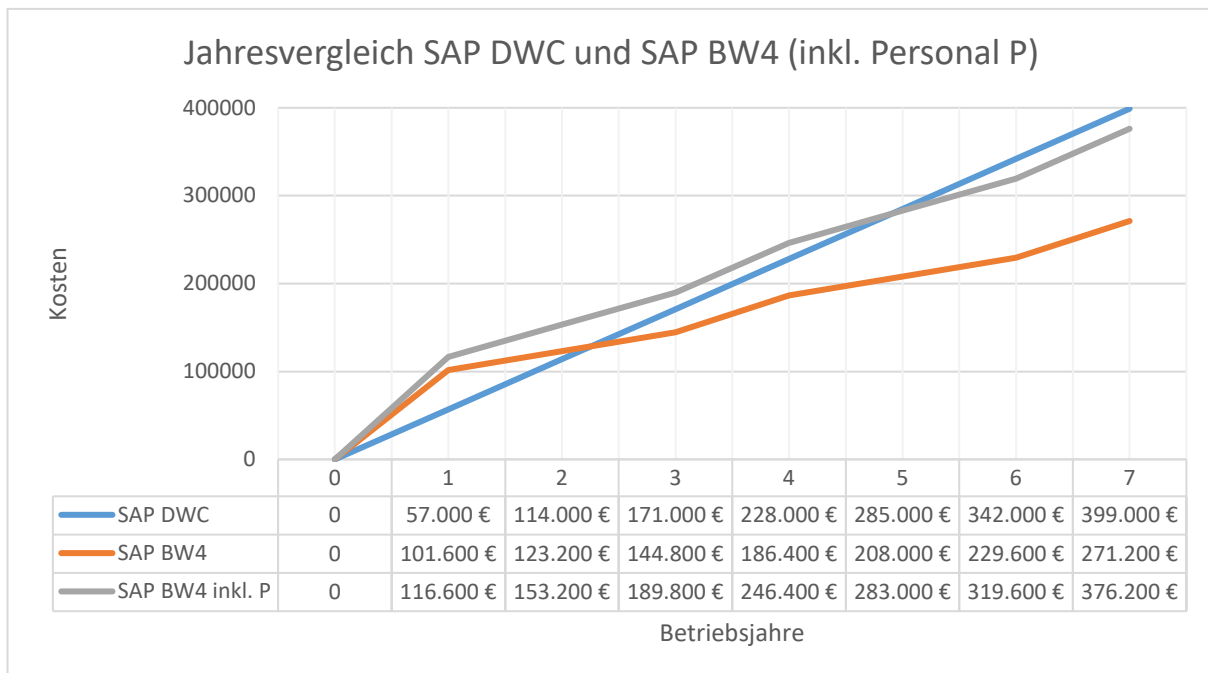 Jahresvergleich SAP DWC und SAP BW4 (inkl. Personal P)
400000
300000
200000
100000
0
Kosten
0 1 2 3 4 5 6 7
SAP DWC 0 57.000 € 114.000 € 171.000 € 228.000 € 285.000 € 342.000 € 399.000 €
SAP BW4 0 101.600 € 123.200 € 144.800 € 186.400 € 208.000 € 229.600 € 271.200 €
SAP BW4 inkl. P 0 116.600 € 153.200 € 189.800 € 246.400 € 283.000 € 319.600 € 376.200 €
Betriebsjahre